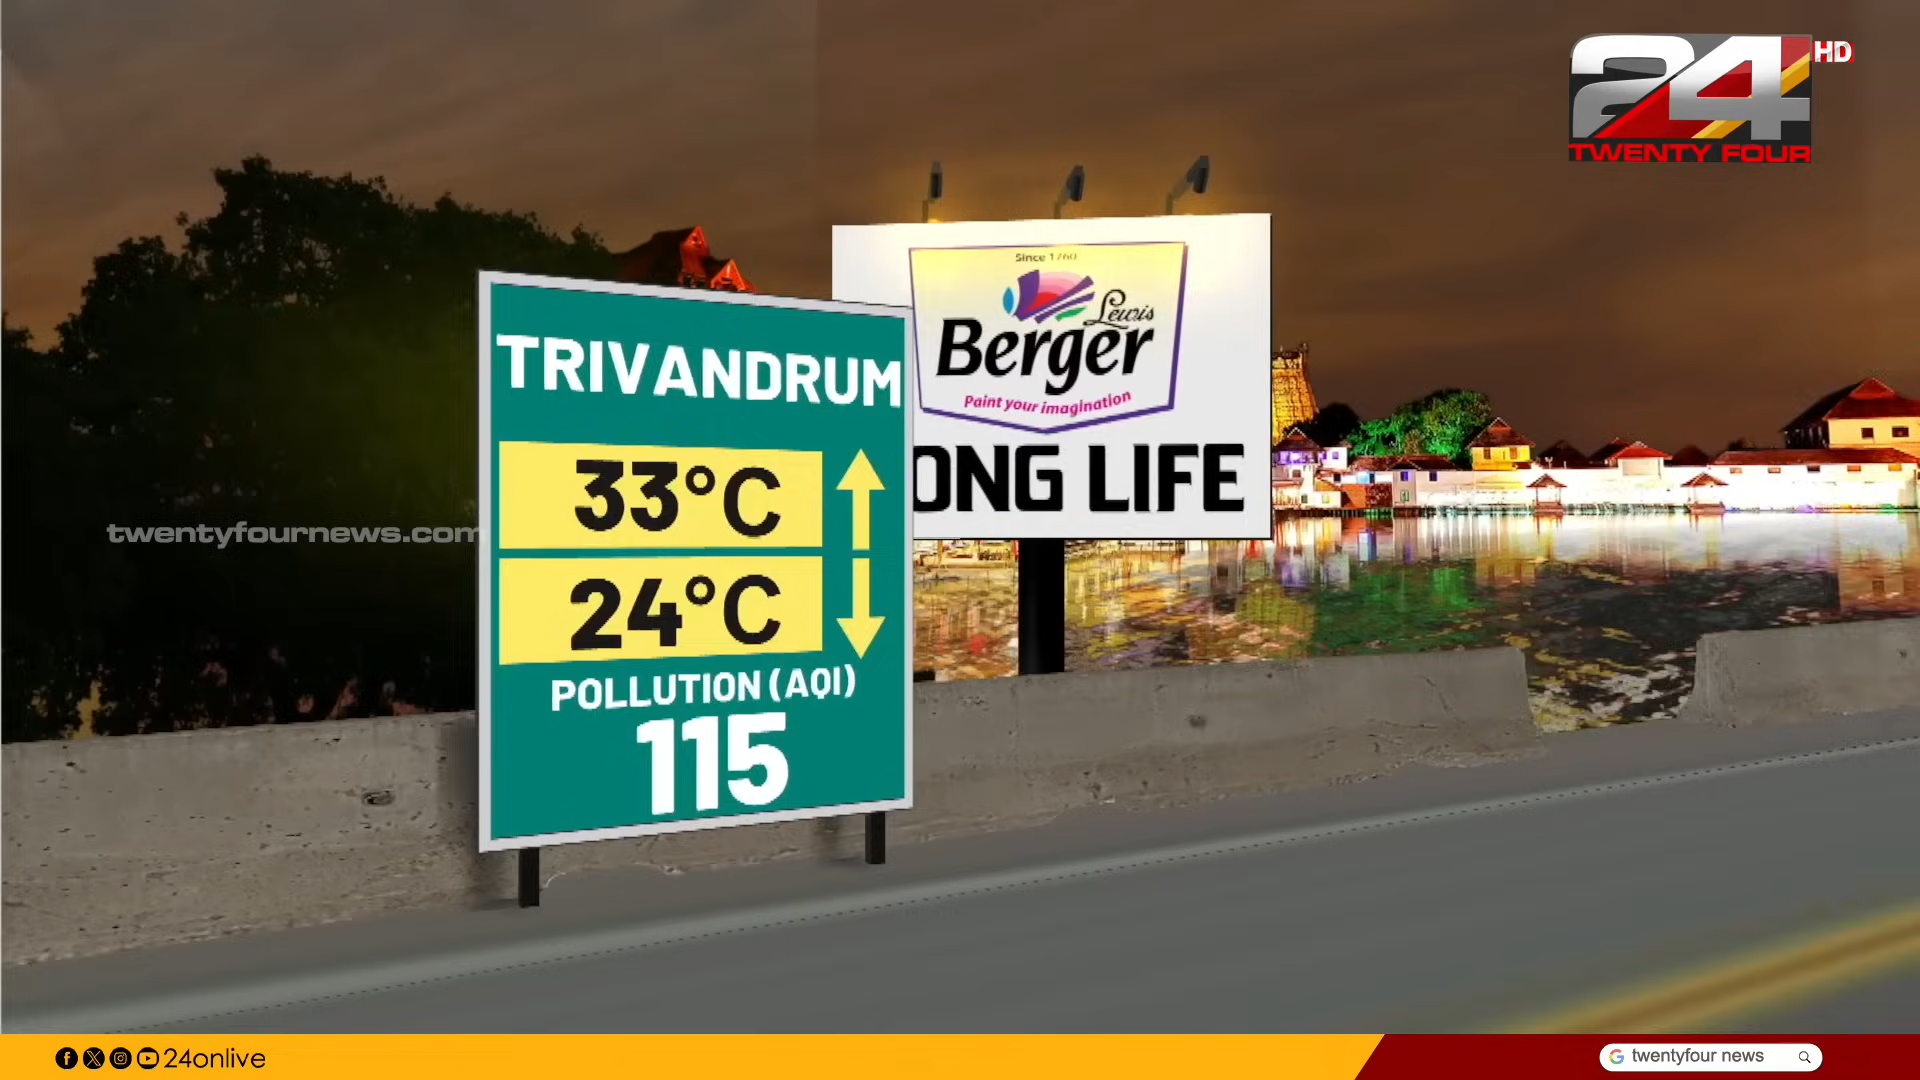 24 HD
TWENTY FOUR
Since 1760
Lewis
Berger
Paint your imagination
ONG LIFE
TRIVANDRUM
33°C
24°C
POLLUTION (AQI)
115
twentyfournews.com
24onlive
twentyfour news